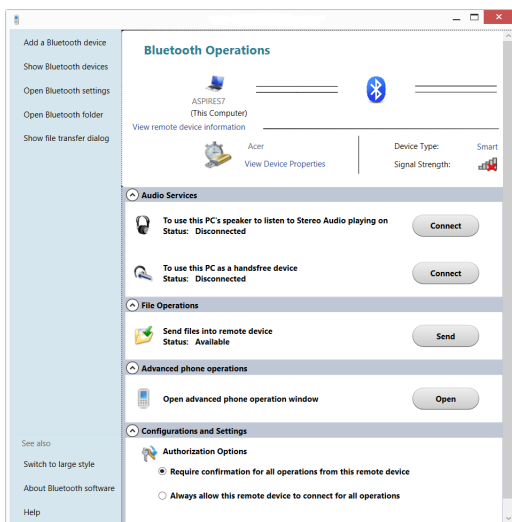 Add a Bluetooth device
Show Bluetooth devices
Open Bluetooth settings
Open Bluetooth folder
Show file transfer dialog
See also
Switch to large style
About Bluetooth software
Help
Bluetooth Operations
ASPIRES7
(This Computer)
View remote device information
Acer
View Device Properties
Device Type: Smart
Signal Strength:
Audio Services
To use this PC's speaker to listen to Stereo Audio playing on
Status: Disconnected
Connect
To use this PC as a handsfree device
Status: Disconnected
Connect
File Operations
Send files into remote device
Status: Available
Send
Advanced phone operations
Open advanced phone operation window
Open
Configurations and Settings
Authorization Options
Require confirmation for all operations from this remote device
Always allow this remote device to connect for all operations